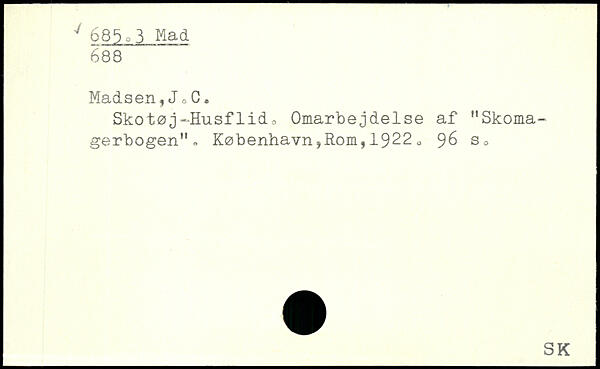 ✓ 685.3 Mad
688
Madsen,J.C.
Skotøj-Husflid. Omarbejdelse af "Skoma-
gerbogen". København,Rom,1922. 96 s.
SK